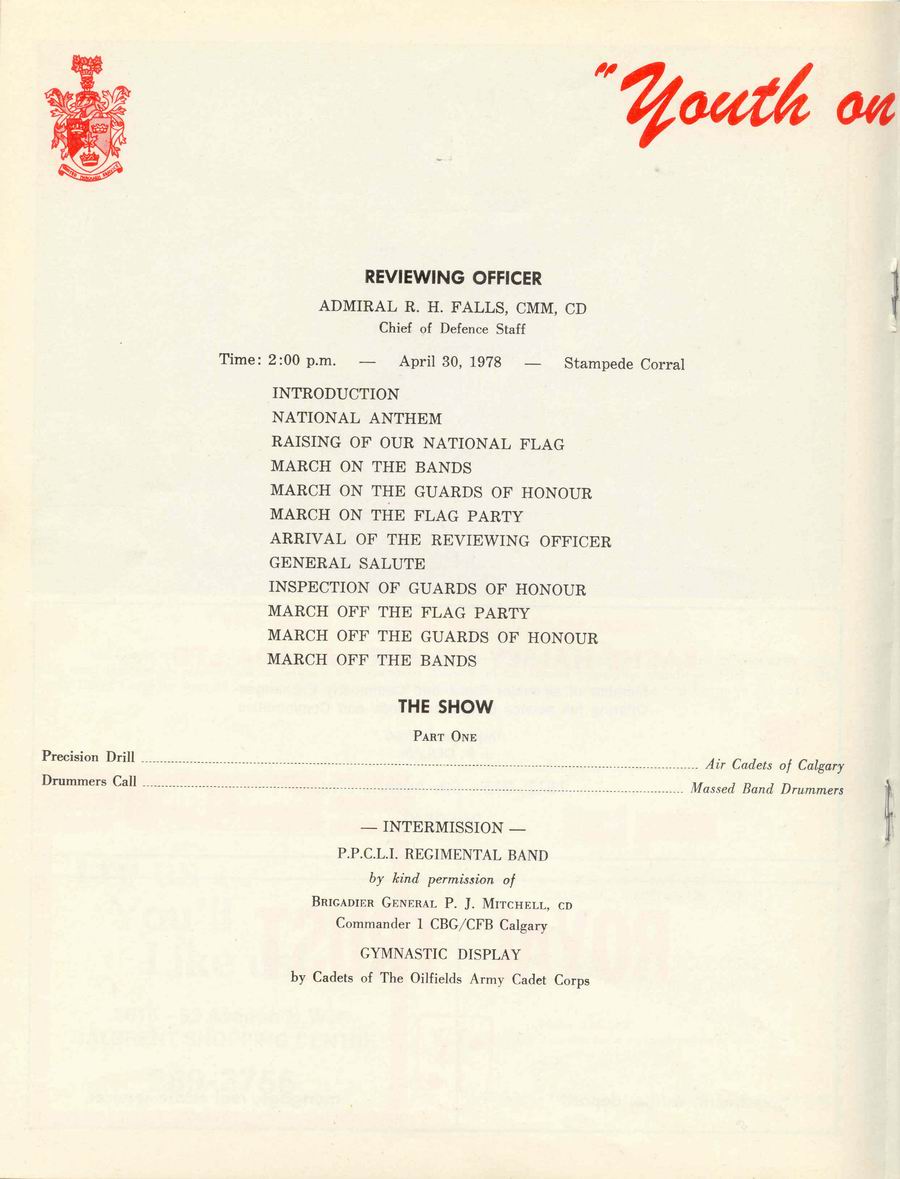 "Youth on
REVIEWING OFFICER
ADMIRAL R. H. FALLS, CMM, CD
Chief of Defence Staff
Time: 2:00 p.m. — April 30, 1978 — Stampede Corral
INTRODUCTION
NATIONAL ANTHEM
RAISING OF OUR NATIONAL FLAG
MARCH ON THE BANDS
MARCH ON THE GUARDS OF HONOUR
MARCH ON THE FLAG PARTY
ARRIVAL OF THE REVIEWING OFFICER
GENERAL SALUTE
INSPECTION OF GUARDS OF HONOUR
MARCH OFF THE FLAG PARTY
MARCH OFF THE GUARDS OF HONOUR
MARCH OFF THE BANDS
THE SHOW
PART ONE
Precision Drill ........ Air Cadets of Calgary
Drummers Call ........ Massed Band Drummers
— INTERMISSION —
P.P.C.L.I. REGIMENTAL BAND
by kind permission of
BRIGADIER GENERAL P. J. MITCHELL, CD
Commander 1 CBG/CFB Calgary
GYMNASTIC DISPLAY
by Cadets of The Oilfields Army Cadet Corps